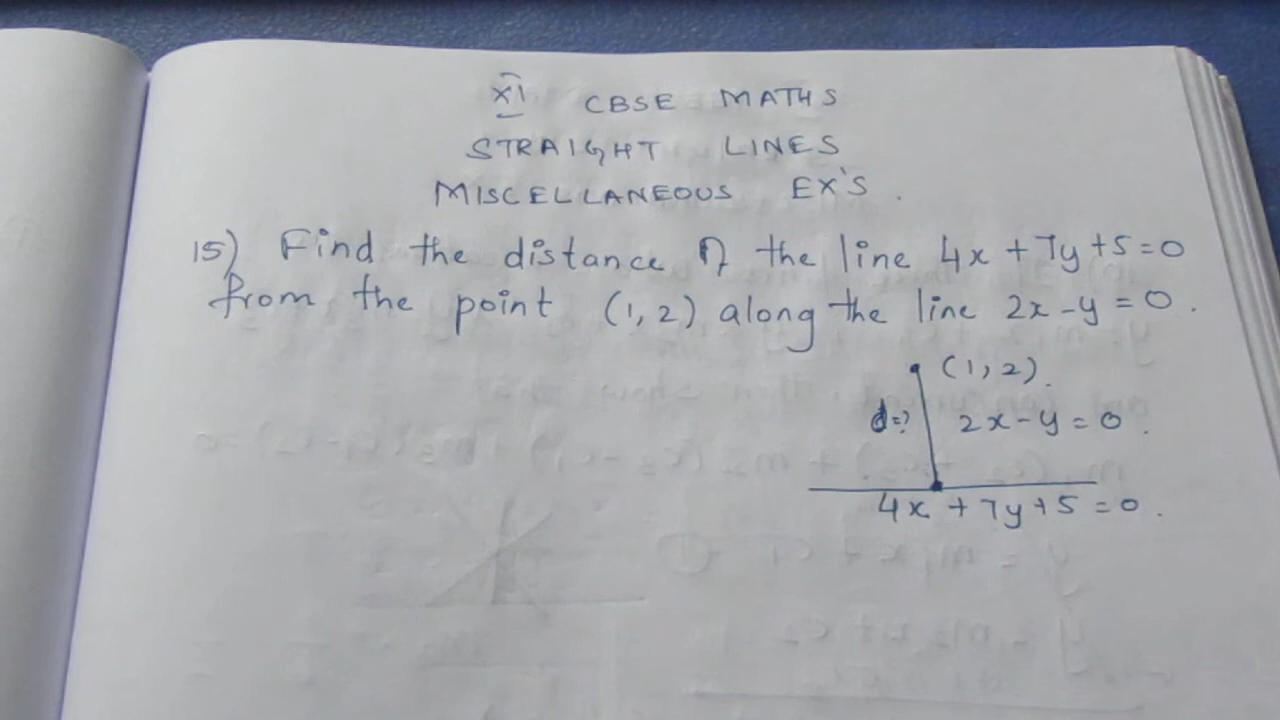 XI CBSE MATHS
STRAIGHT LINES
MISCELLANEOUS EX'S.
15) Find the distance of the line 4x + 7y + 5 = 0
from the point (1, 2) along the line 2x - y = 0.
(1, 2).
d=? 2x - y = 0.
4x + 7y + 5 = 0.